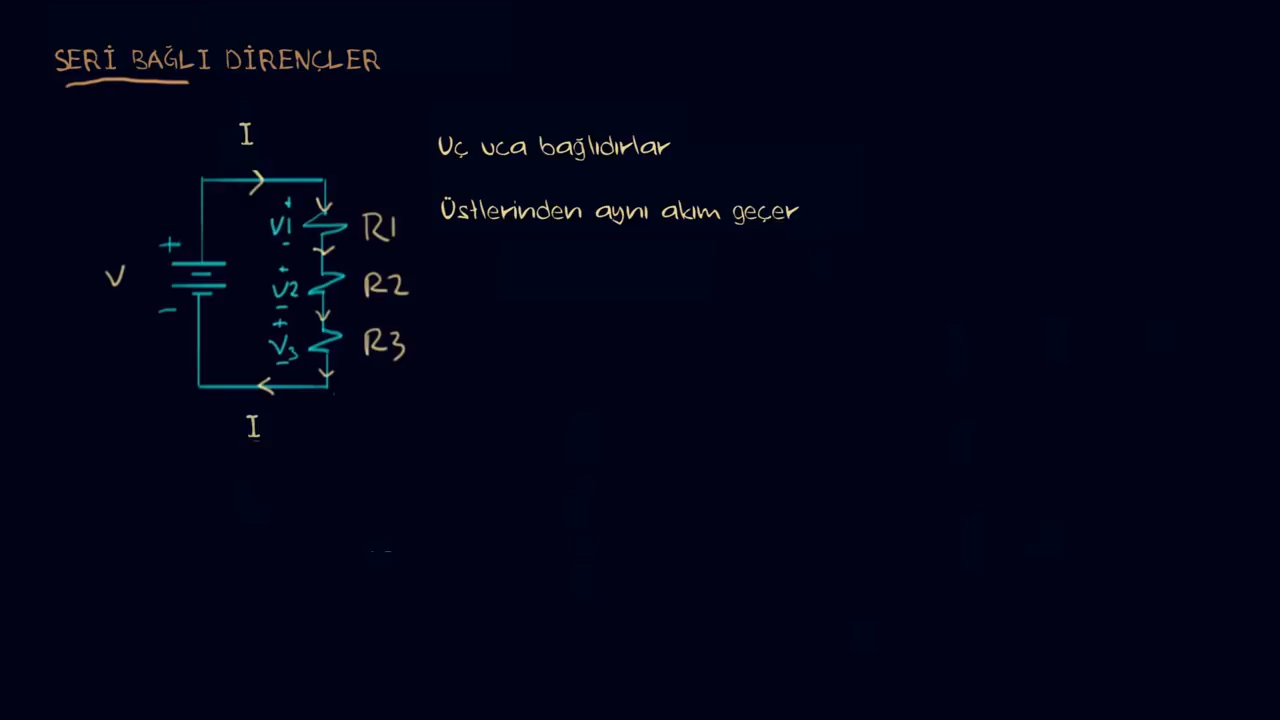 SERİ BAĞLI DİRENÇLER
I
Uç uca bağlıdırlar
Üstlerinden aynı akım geçer
+
V1
R1
-
+
V
-
+
V2
R2
-
+
V3
R3
-
I